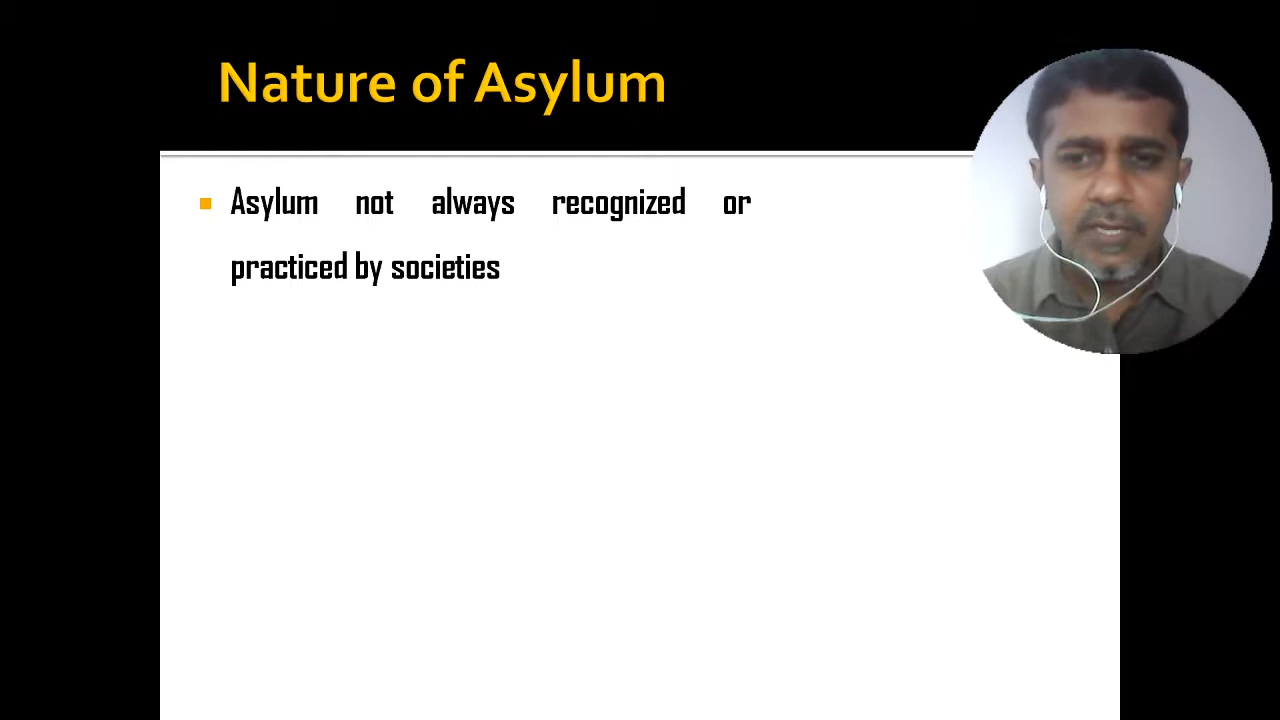 Nature of Asylum
Asylum not always recognized or
practiced by societies